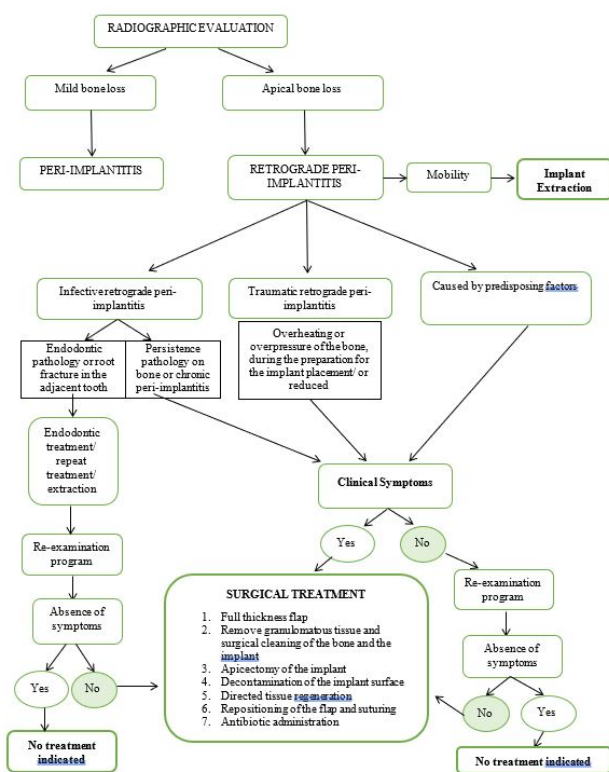 RADIOGRAPHIC EVALUATION
Mild bone loss
Apical bone loss
PERI-IMPLANTITIS
RETROGRADE PERI-
IMPLANTITIS
Mobility
Implant
Extraction
Infective retrograde peri-
implantitis
Traumatic retrograde peri-
implantitis
Caused by predisposing factors
Endodontic
pathology or root
fracture in the
adjacent tooth
Persistence
pathology on
bone or chronic
peri-implantitis
Overheating or
overpressure of the bone,
during the preparation for
the implant placement/ or
reduced
Endodontic
treatment/
repeat
treatment/
extraction
Clinical Symptoms
Yes
No
Re-examination
program
Re-examination
program
SURGICAL TREATMENT
1. Full thickness flap
2. Remove granulomatous tissue and
surgical cleaning of the bone and the
implant
3. Apicectomy of the implant
4. Decontamination of the implant surface
5. Directed tissue regeneration
6. Repositioning of the flap and suturing
7. Antibiotic administration
Absence of
symptoms
Absence of
symptoms
Yes
No
No
Yes
No treatment
indicated
No treatment indicated